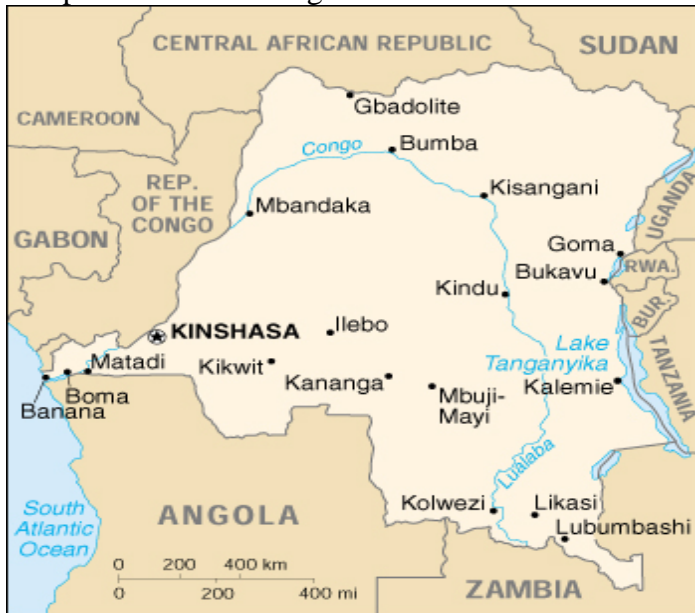 CENTRAL AFRICAN REPUBLIC
SUDAN
CAMEROON
Gbadolite
Congo
Bumba
REP.
OF THE
CONGO
Mbandaka
Kisangani
UGANDA
GABON
Goma
RWA.
Bukavu
Kindu
BUR.
KINSHASA
Ilebo
Lake
Tanganyika
TANZANIA
Matadi
Kikwit
Kananga
Kalemie
Boma
Banana
Mbuji-
Mayi
Lualaba
South
Atlantic
Ocean
ANGOLA
Kolwezi
Likasi
Lubumbashi
0 200 400 km
0 200 400 mi
ZAMBIA